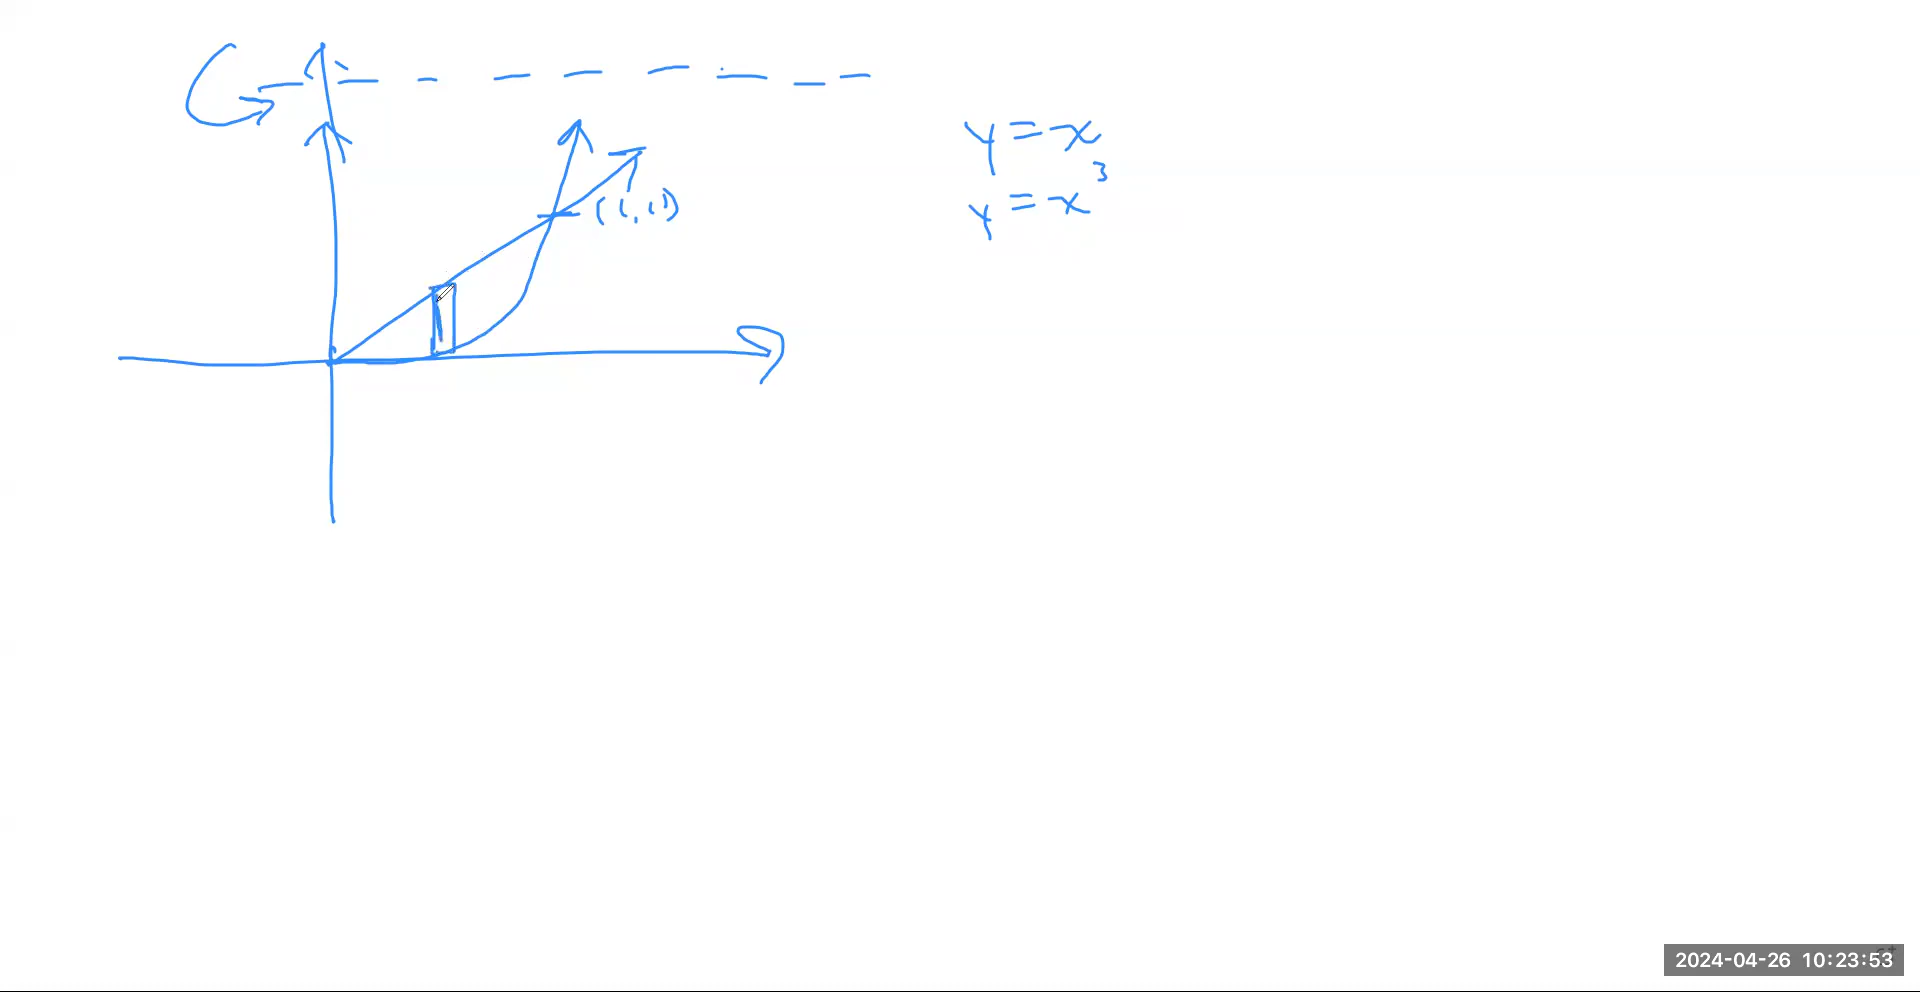 y = x
(1,1)
y = x³
2024-04-26 10:23:53